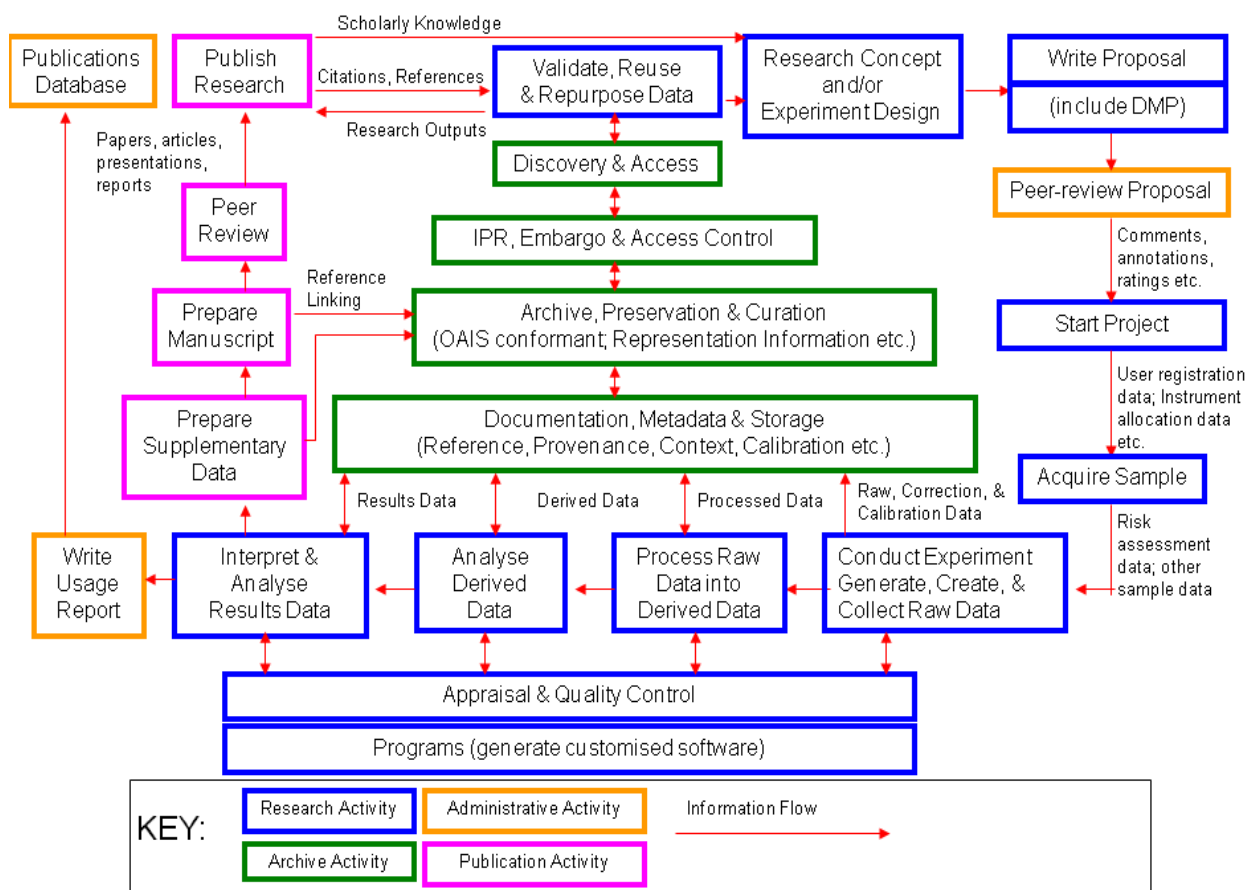 Scholarly Knowledge
Publications
Database
Publish
Research
Citations, References
Research Outputs
Validate, Reuse
& Repurpose Data
Research Concept
and/or
Experiment Design
Write Proposal
(include DMP)
Papers, articles,
presentations,
reports
Discovery & Access
Peer-review Proposal
Peer
Review
IPR, Embargo & Access Control
Comments,
annotations,
ratings etc.
Reference
Linking
Prepare
Manuscript
Archive, Preservation & Curation
(OAIS conformant; Representation Information etc.)
Start Project
User registration
data; Instrument
allocation data
etc.
Prepare
Supplementary
Data
Documentation, Metadata & Storage
(Reference, Provenance, Context, Calibration etc.)
Acquire Sample
Results Data
Derived Data
Processed Data
Raw, Correction, &
Calibration Data
Risk
assessment
data; other
sample data
Write
Usage
Report
Interpret &
Analyse
Results Data
Analyse
Derived
Data
Process Raw
Data into
Derived Data
Conduct Experiment
Generate, Create, &
Collect Raw Data
Appraisal & Quality Control
Programs (generate customised software)
KEY:
Research Activity
Administrative Activity
Information Flow
Archive Activity
Publication Activity